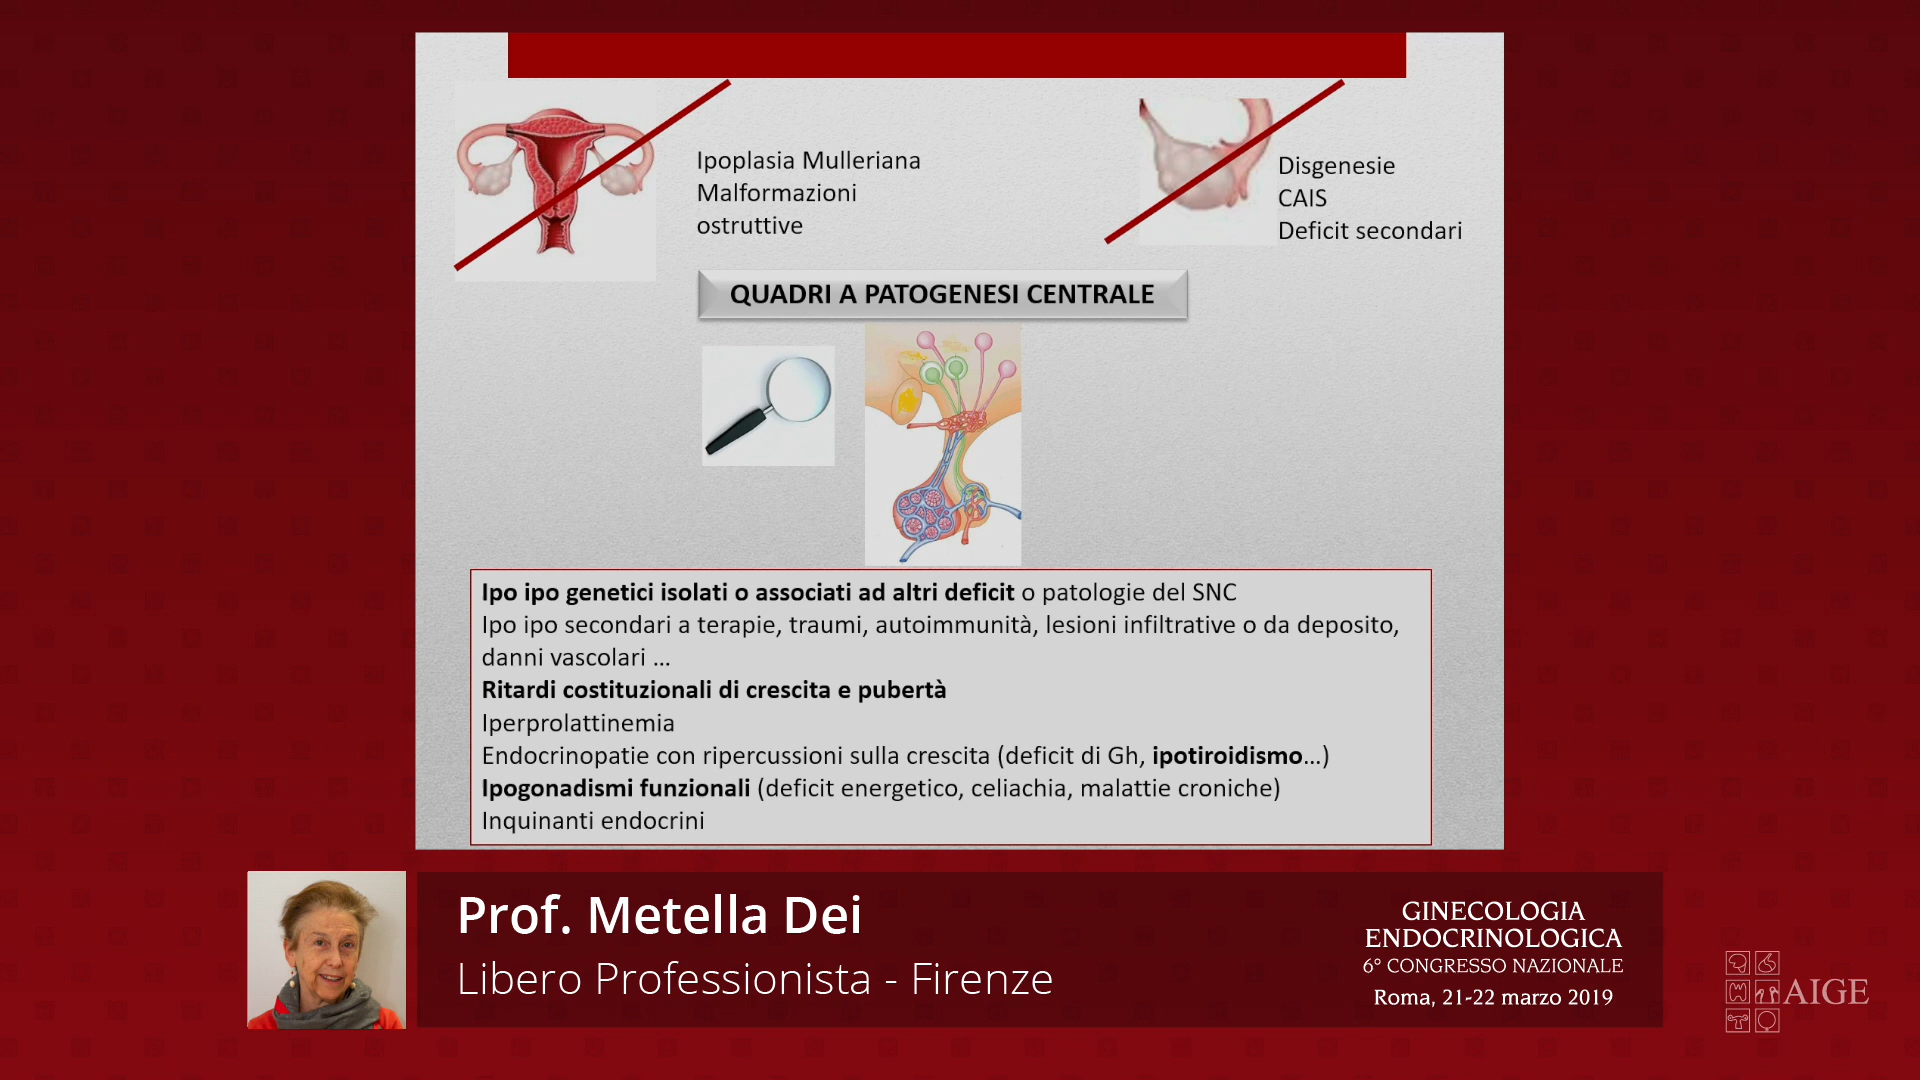 Ipoplasia Mulleriana
Malformazioni
ostruttive
Disgenesie
CAIS
Deficit secondari
QUADRI A PATOGENESI CENTRALE
Ipo ipo genetici isolati o associati ad altri deficit o patologie del SNC
Ipo ipo secondari a terapie, traumi, autoimmunità, lesioni infiltrative o da deposito,
danni vascolari ...
Ritardi costituzionali di crescita e pubertà
Iperprolattinemia
Endocrinopatie con ripercussioni sulla crescita (deficit di Gh, ipotiroidismo...)
Ipogonadismi funzionali (deficit energetico, celiachia, malattie croniche)
Inquinanti endocrini
Prof. Metella Dei
Libero Professionista - Firenze
GINECOLOGIA
ENDOCRINOLOGICA
6° CONGRESSO NAZIONALE
Roma, 21-22 marzo 2019
AIGE